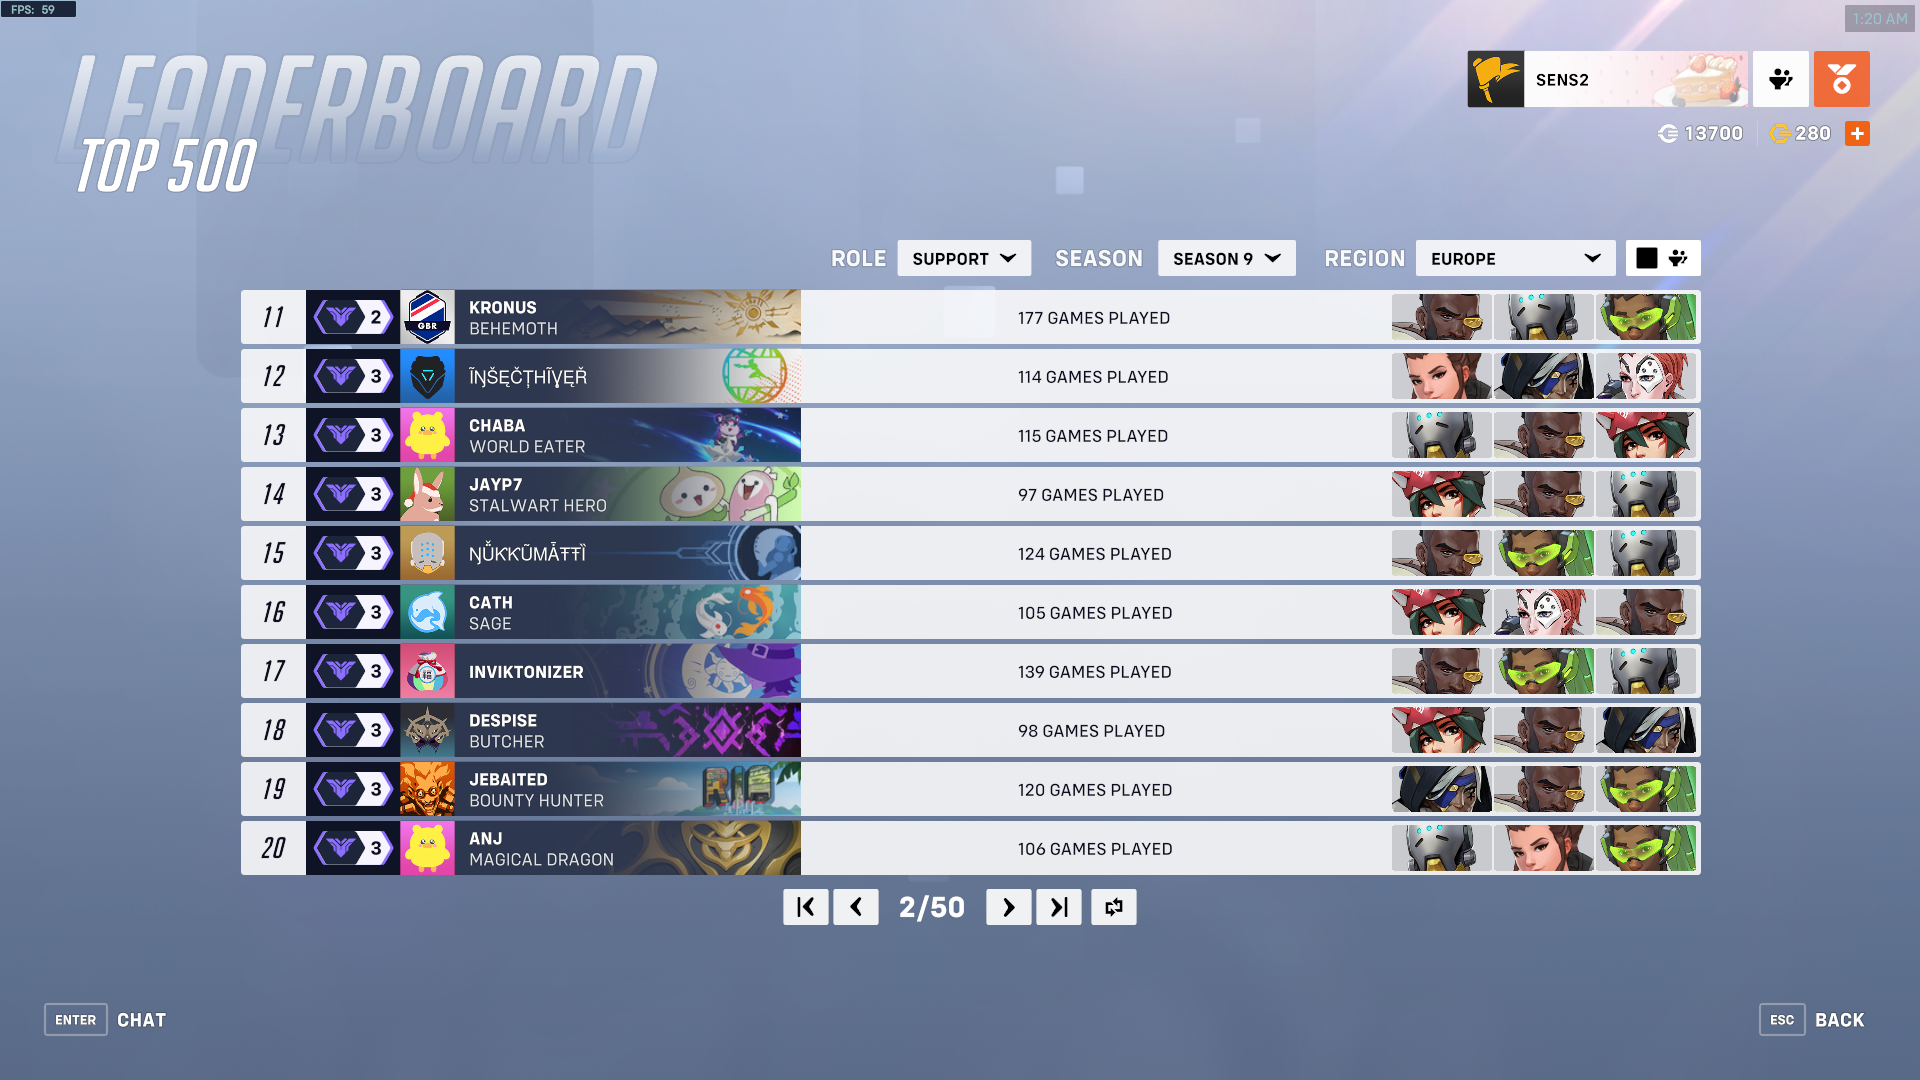 FPS: 59
1:20 AM
LEADERBOARD
TOP 500
SENS2
13700
280
ROLE SUPPORT SEASON SEASON 9 REGION EUROPE
11 2 GBR KRONUS
BEHEMOTH
177 GAMES PLAYED
12 3 ĨŊŠĘČŢHĨƔĘŘ
114 GAMES PLAYED
13 3 CHABA
WORLD EATER
115 GAMES PLAYED
14 3 JAYP7
STALWART HERO
97 GAMES PLAYED
15 3
124 GAMES PLAYED
16 3 CATH
SAGE
105 GAMES PLAYED
17 3 INVIKTONIZER
139 GAMES PLAYED
18 3 DESPISE
BUTCHER
98 GAMES PLAYED
19 3 JEBAITED
BOUNTY HUNTER
RIO
120 GAMES PLAYED
20 3 ANJ
MAGICAL DRAGON
106 GAMES PLAYED
2/50
ENTER CHAT
ESC BACK